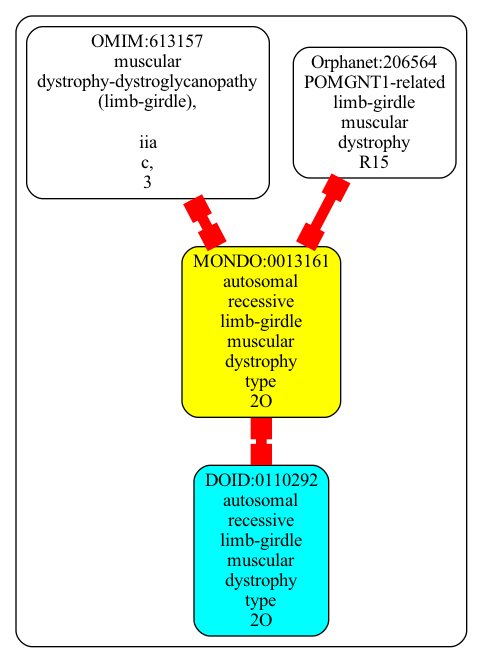 OMIM:613157
muscular
dystrophy-dystroglycanopathy
(limb-girdle),
iia
c,
3
Orphanet:206564
POMGNT1-related
limb-girdle
muscular
dystrophy
R15
MONDO:0013161
autosomal
recessive
limb-girdle
muscular
dystrophy
type
2O
DOID:0110292
autosomal
recessive
limb-girdle
muscular
dystrophy
type
2O